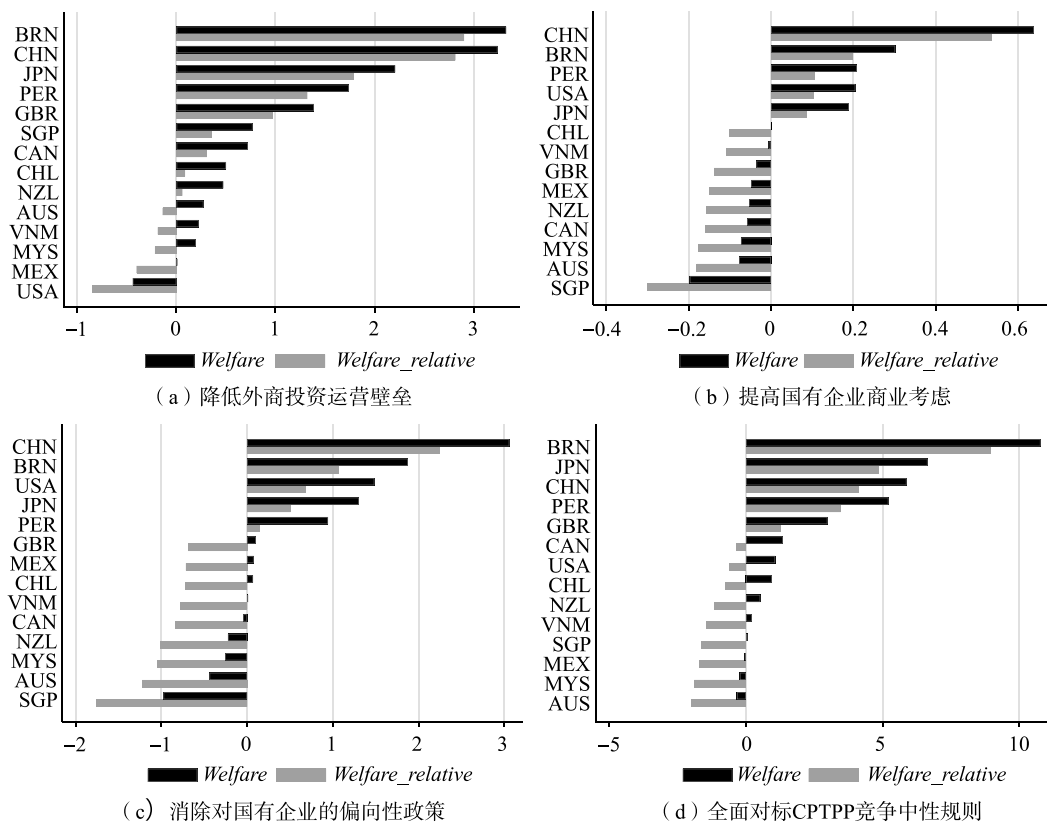 BRN
CHN
JPN
PER
GBR
SGP
CAN
CHL
NZL
AUS
VNM
MYS
MEX
USA
−1 0 1 2 3
Welfare Welfare_relative
（a）降低外商投资运营壁垒
CHN
BRN
PER
USA
JPN
CHL
VNM
GBR
MEX
NZL
CAN
MYS
AUS
SGP
−0.4 −0.2 0 0.2 0.4 0.6
Welfare Welfare_relative
（b）提高国有企业商业考虑
CHN
BRN
USA
JPN
PER
GBR
MEX
CHL
VNM
CAN
NZL
MYS
AUS
SGP
−2 −1 0 1 2 3
Welfare Welfare_relative
（c）消除对国有企业的偏向性政策
BRN
JPN
CHN
PER
GBR
CAN
USA
CHL
NZL
VNM
SGP
MEX
MYS
AUS
−5 0 5 10
Welfare Welfare_relative
（d）全面对标CPTPP竞争中性规则